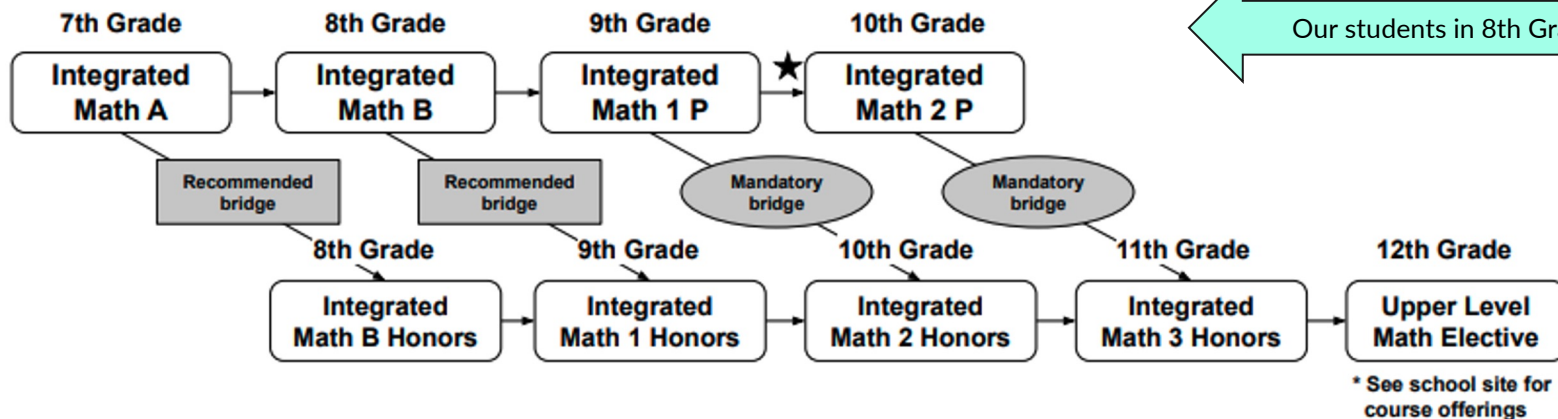 7th Grade
8th Grade
9th Grade
10th Grade
Our students in 8th
Integrated
Math A
Integrated
Math B
Integrated
Math 1 P
Integrated
Math 2 P
Recommended
bridge
Recommended
bridge
Mandatory
bridge
Mandatory
bridge
8th Grade
9th Grade
10th Grade
11th Grade
12th Grade
Integrated
Math B Honors
Integrated
Math 1 Honors
Integrated
Math 2 Honors
Integrated
Math 3 Honors
Upper Level
Math Elective
* See school site for
course offerings